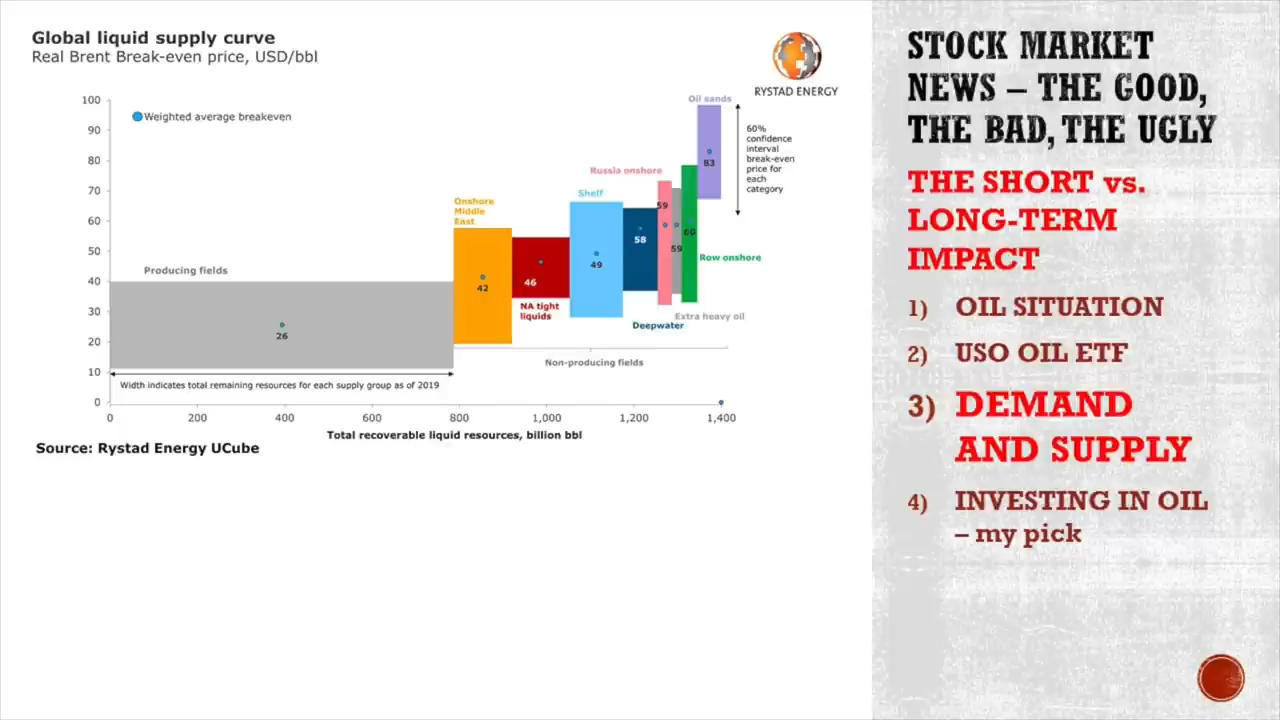 Global liquid supply curve
Real Brent Break-even price, USD/bbl
RYSTAD ENERGY
100
90
80
70
60
50
40
30
20
10
0
Weighted average breakeven
Oil sands
60%
confidence
interval
break-even
price for
each
category
83
Russia onshore
59
Shelf
49
Onshore
Middle
East
42
58
59
60
Row onshore
Producing fields
26
46
NA tight
liquids
Extra heavy oil
Deepwater
Non-producing fields
Width indicates total remaining resources for each supply group as of 2019
0
200
400
600
800
1,000
1,200
1,400
Total recoverable liquid resources, billion bbl
Source: Rystad Energy UCube
STOCK MARKET
NEWS – THE GOOD,
THE BAD, THE UGLY
THE SHORT vs.
LONG-TERM
IMPACT
1) OIL SITUATION
2) USO OIL ETF
3) DEMAND
AND SUPPLY
4) INVESTING IN OIL
– my pick